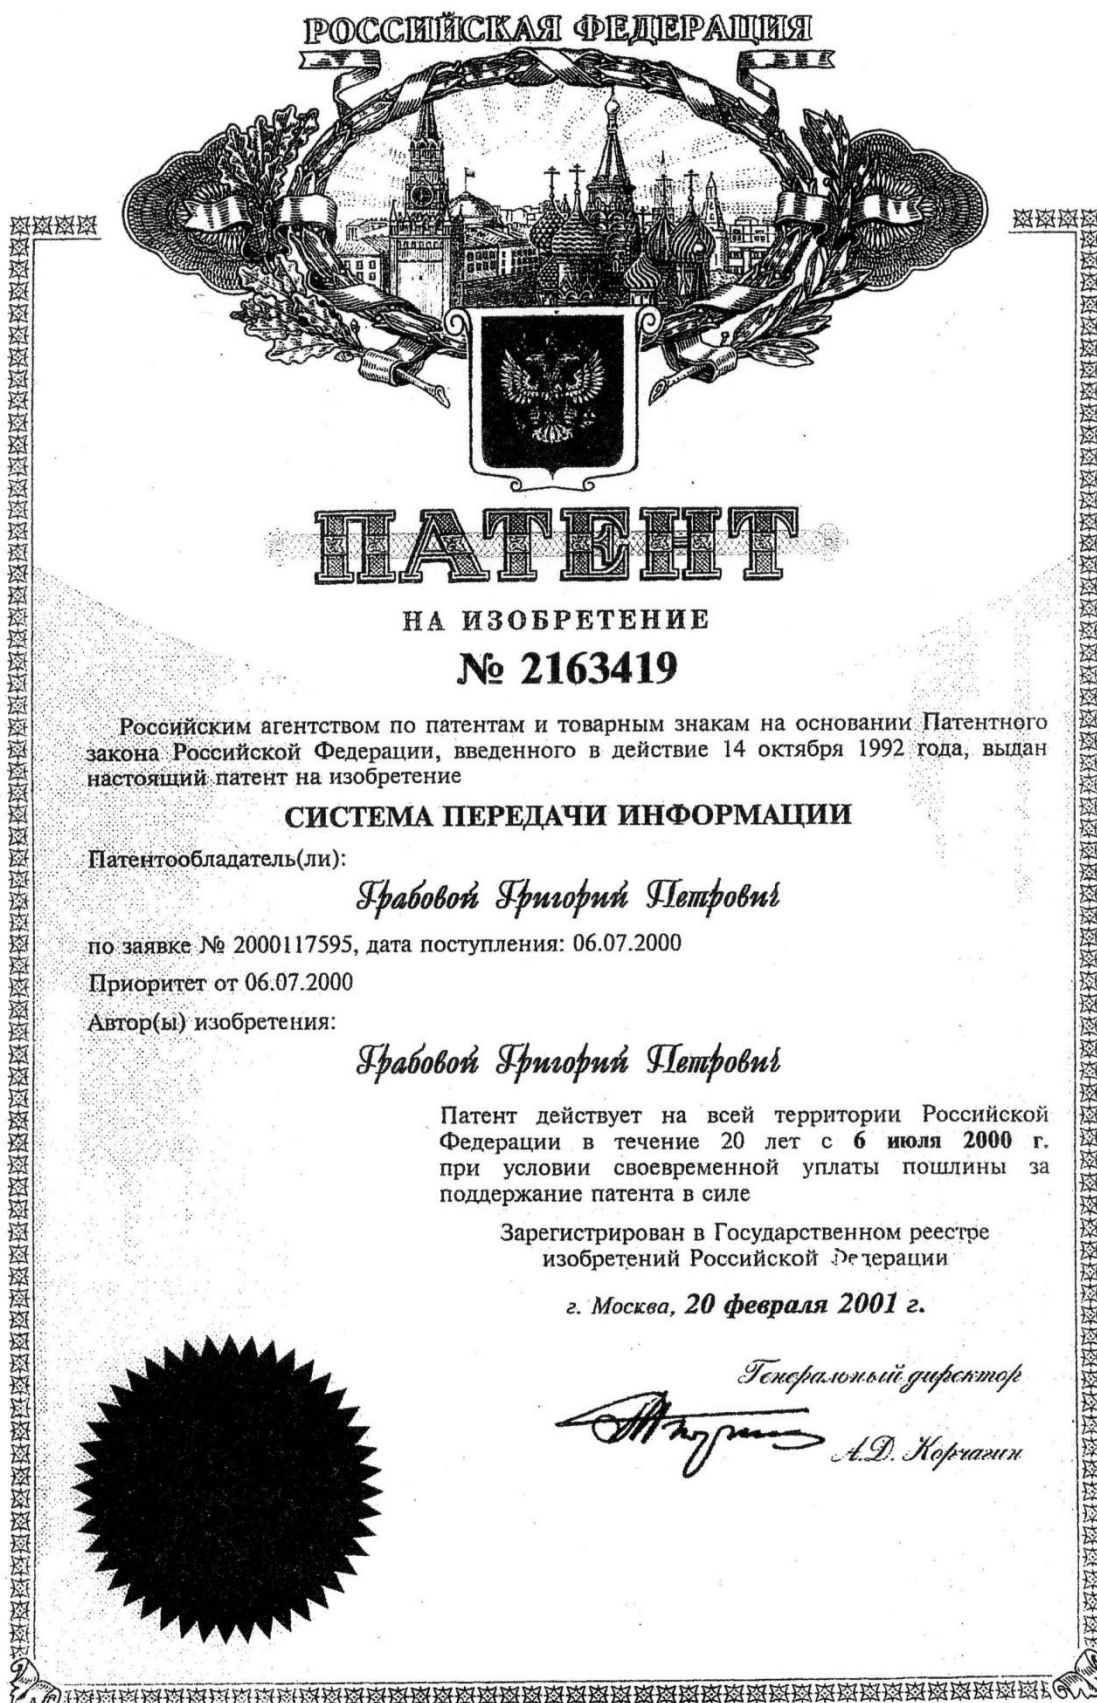 РОССИЙСКАЯ ФЕДЕРАЦИЯ
ПАТЕНТ
НА ИЗОБРЕТЕНИЕ
№ 2163419
Российским агентством по патентам и товарным знакам на основании Патентного
закона Российской Федерации, введенного в действие 14 октября 1992 года, выдан
настоящий патент на изобретение
СИСТЕМА ПЕРЕДАЧИ ИНФОРМАЦИИ
Патентообладатель(ли):
Грабовой Григорий Петрович
по заявке № 2000117595, дата поступления: 06.07.2000
Приоритет от 06.07.2000
Автор(ы) изобретения:
Грабовой Григорий Петрович
Патент действует на всей территории Российской
Федерации в течение 20 лет с 6 июля 2000 г.
при условии своевременной уплаты пошлины за
поддержание патента в силе
Зарегистрирован в Государственном реестре
изобретений Российской Федерации
г. Москва, 20 февраля 2001 г.
Генеральный директор
А.Д. Корчагин